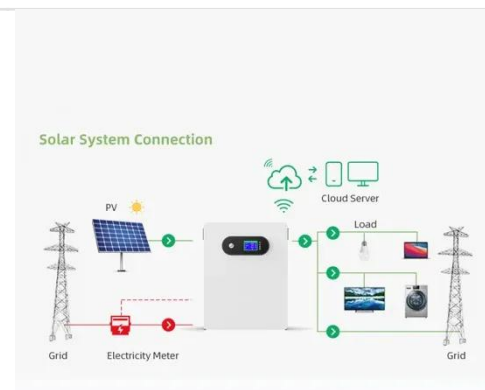 Solar System Connection
Cloud Server
PV
Load
Grid
Electricity Meter
Grid